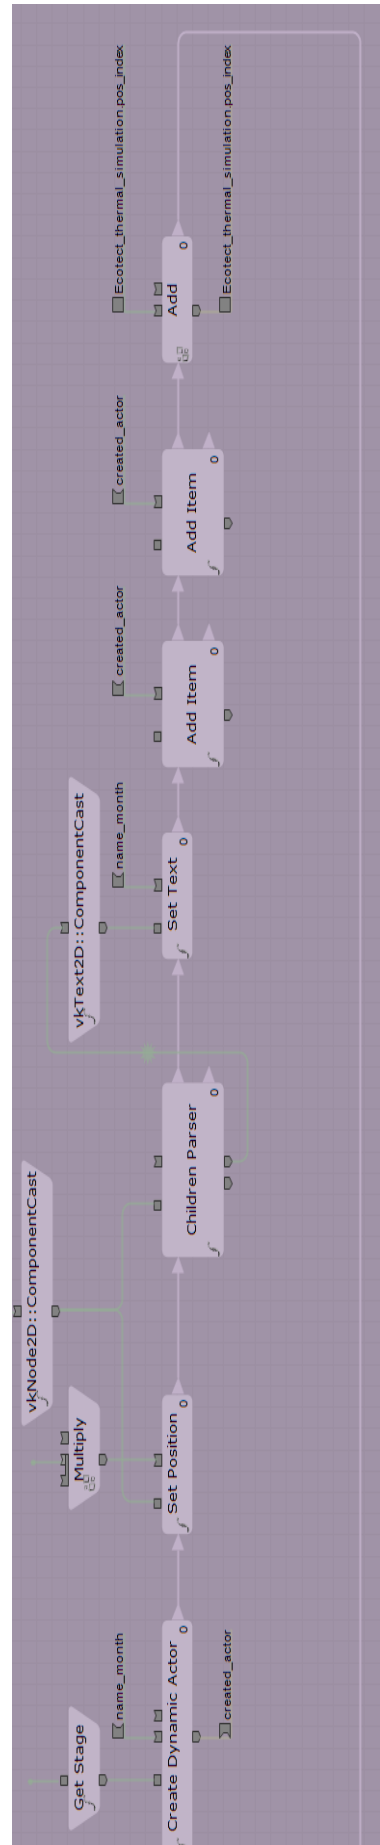 Get Stage
name_month
Create Dynamic Actor
created_actor
Multiply
Set Position
vkNode2D::ComponentCast
Children Parser
vkText2D::ComponentCast
name_month
Set Text
created_actor
Add Item
created_actor
Add Item
Ecotect_thermal_simulation.pos_index
Add
Ecotect_thermal_simulation.pos_index